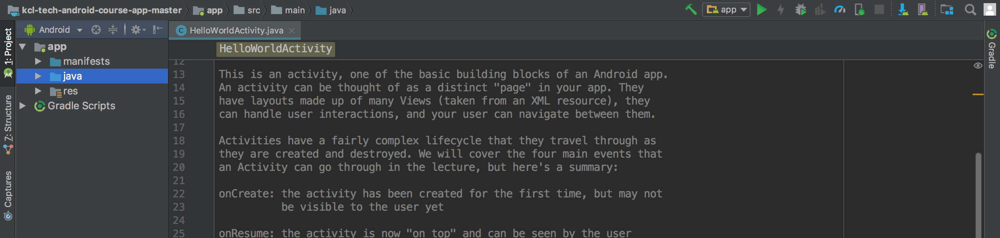 kcl-tech-android-course-app-master app src main java app
1: Project
7: Structure
Captures
Android
app
manifests
java
res
Gradle Scripts
HelloWorldActivity.java
HelloWorldActivity
12
13 This is an activity, one of the basic building blocks of an Android app.
14 An activity can be thought of as a distinct "page" in your app. They
15 have layouts made up of many Views (taken from an XML resource), they
16 can handle user interactions, and your user can navigate between them.
17
18 Activities have a fairly complex lifecycle that they travel through as
19 they are created and destroyed. We will cover the four main events that
20 an Activity can go through in the lecture, but here's a summary:
21
22 onCreate: the activity has been created for the first time, but may not
23 be visible to the user yet
24
25 onResume: the activity is now "on top" and can be seen by the user
Gradle